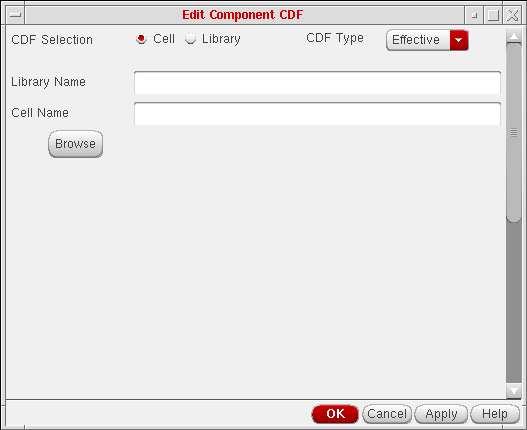 Edit Component CDF
CDF Selection Cell Library CDF Type Effective
Library Name
Cell Name
Browse
OK Cancel Apply Help